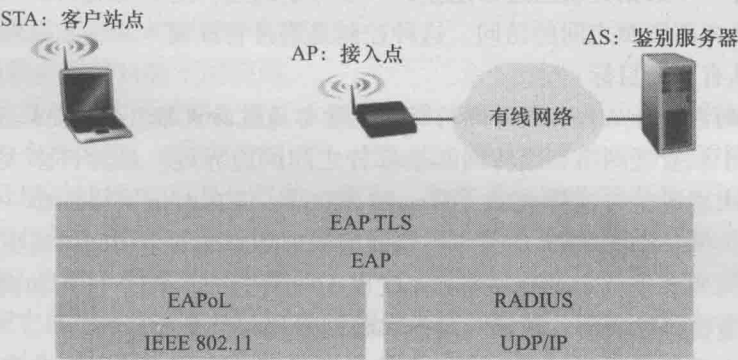 STA：客户站点
AP：接入点
AS：鉴别服务器
有线网络
EAP TLS
EAP
EAPoL
RADIUS
IEEE 802.11
UDP/IP